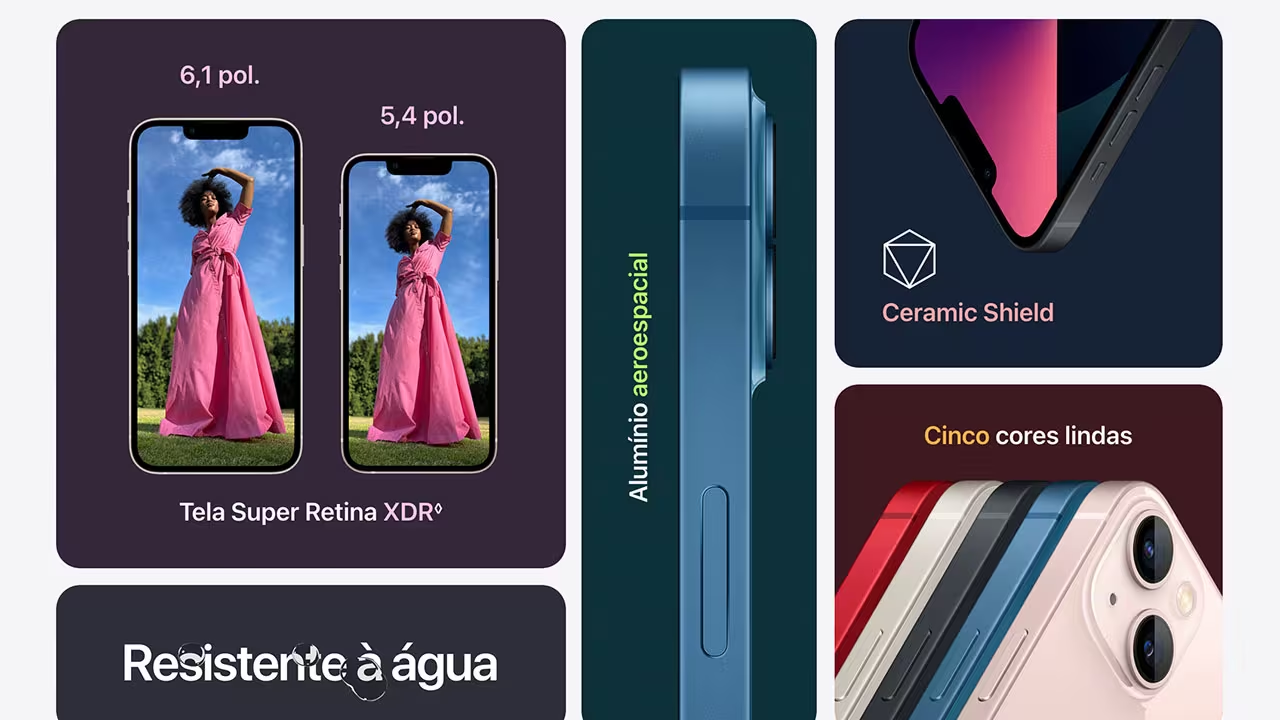 6,1 pol.
5,4 pol.
Tela Super Retina XDR◊
Resistente à água
Alumínio aeroespacial
Ceramic Shield
Cinco cores lindas